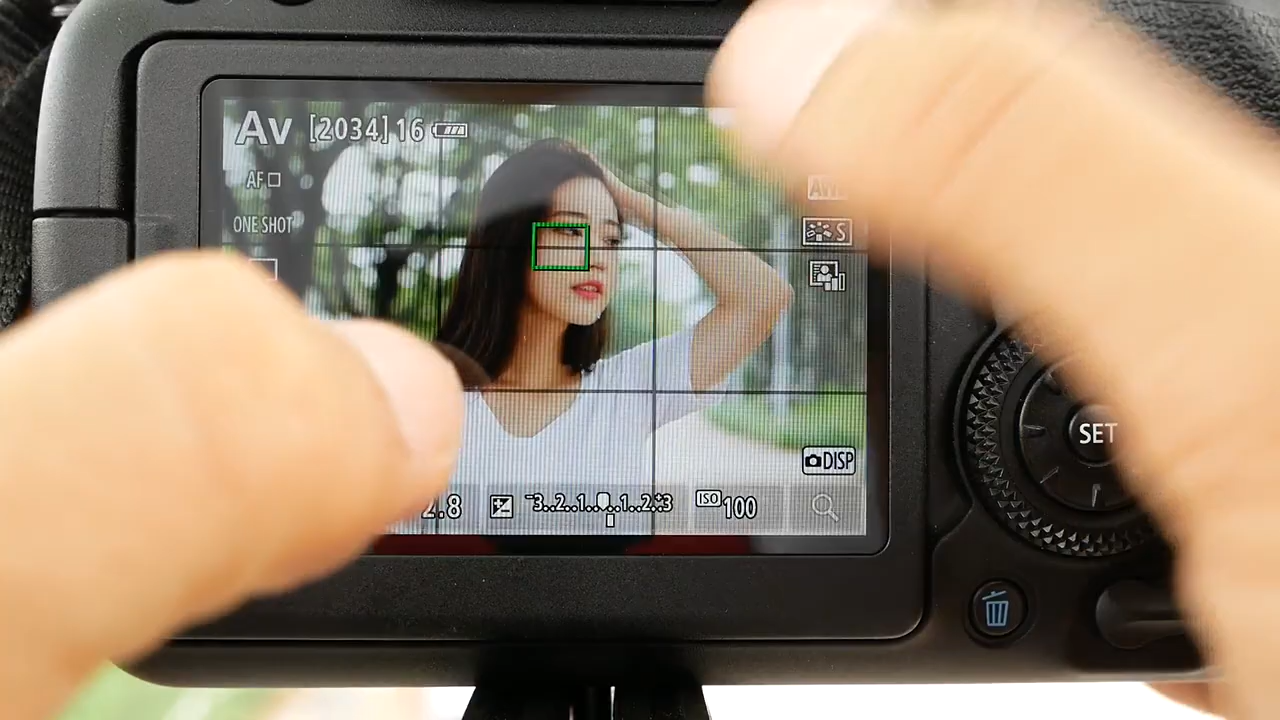 Av [2034] 16
AF
ONE SHOT
S
SET
DISP
2.8 -3..2..1..0..1..2..+3 ISO 100